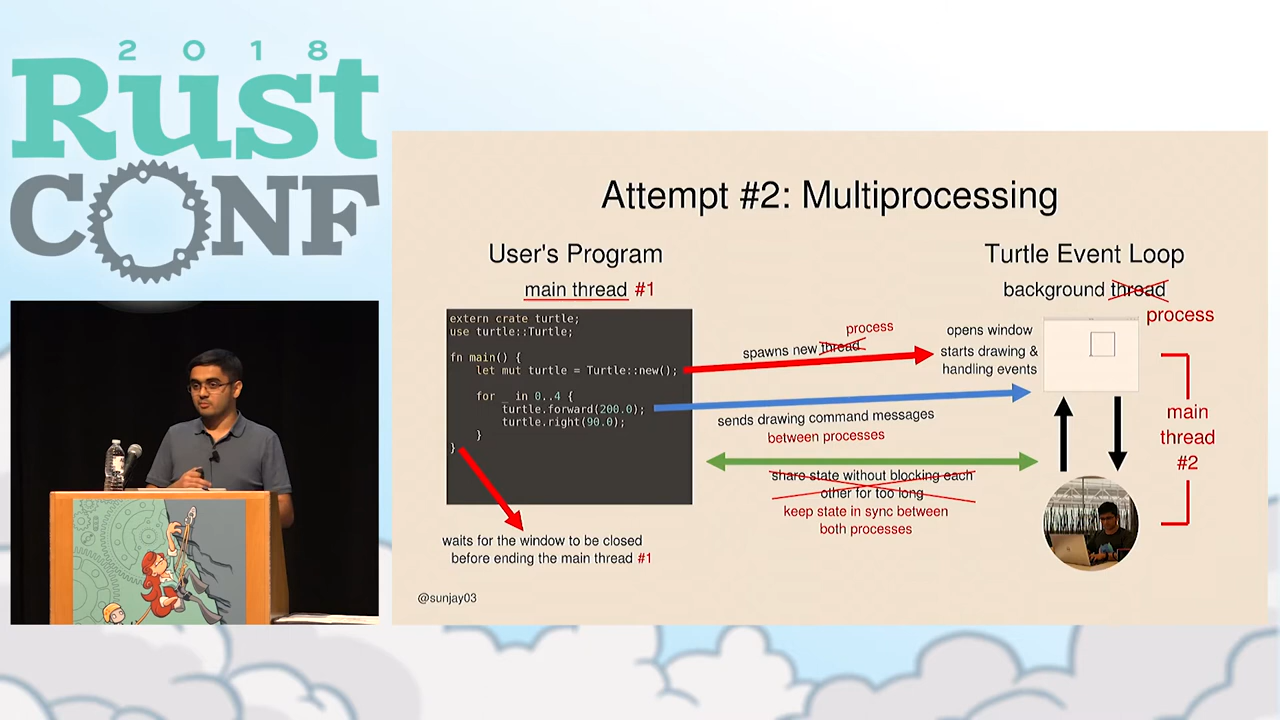 2018
Rust
CONF
Attempt #2: Multiprocessing
User's Program
main thread #1
extern crate turtle;
use turtle::Turtle;
fn main() {
let mut turtle = Turtle::new();
for _ in 0..4 {
turtle.forward(200.0);
turtle.right(90.0);
}
}
waits for the window to be closed
before ending the main thread #1
process
spawns new thread
sends drawing command messages
between processes
share state without blocking each
other for too long
keep state in sync between
both processes
Turtle Event Loop
background thread
process
opens window
starts drawing &
handling events
main
thread
#2
@sunjay03